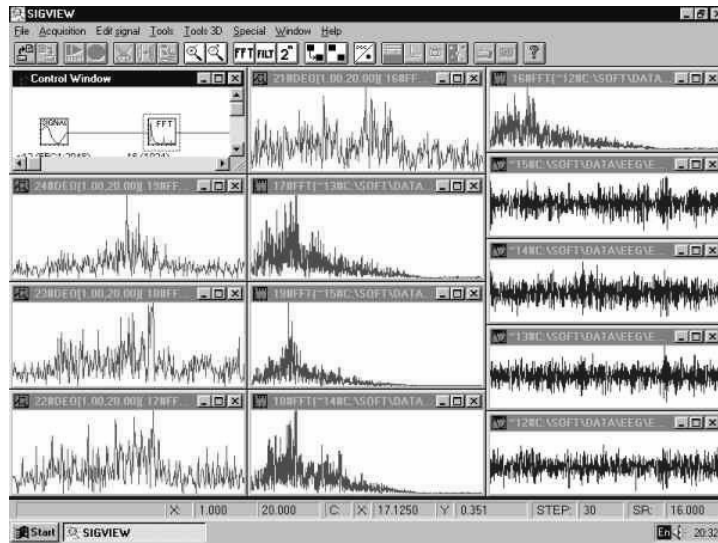 SIGVIEW
File Acquisition Edit signal Tools Tools 3D Special Window Help
FFT FILT 2ⁿ
Control Window
SIGNAL
FFT
21#DEO[1.00,20.00]( 16#FF...
16#FFT(~12#C:\SOFT\DATA...
24#DEO[1.00,20.00]( 19#FF...
17#FFT(~13#C:\SOFT\DATA...
~15#C:\SOFT\DATA\EEG\E...
~14#C:\SOFT\DATA\EEG\E...
23#DEO[1.00,20.00]( 18#FF...
19#FFT(~15#C:\SOFT\DATA...
~13#C:\SOFT\DATA\EEG\E...
22#DEO[1.00,20.00]( 17#FF...
18#FFT(~14#C:\SOFT\DATA...
~12#C:\SOFT\DATA\EEG\E...
X: 1.000 20.000 C: X: 17.1250 Y 0.351 STEP: 30 SR: 16.000
Start SIGVIEW En 20:32